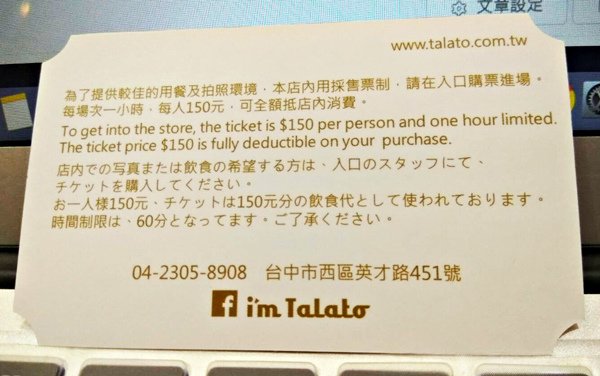 文章設定
www.talato.com.tw
為了提供較佳的用餐及拍照環境，本店內用採售票制，請在入口購票進場。
每場次一小時，每人150元，可全額抵店內消費。
To get into the store, the ticket is $150 per person and one hour limited.
The ticket price $150 is fully deductible on your purchase.
店内での写真または飲食の希望する方は、入口のスタッフにて、
チケットを購入してください。
お一人様150元、チケットは150元分の飲食代として使われております。
時間制限は、60分となってます。ご了承ください。
04-2305-8908 台中市西區英才路451號
f i'm Talato